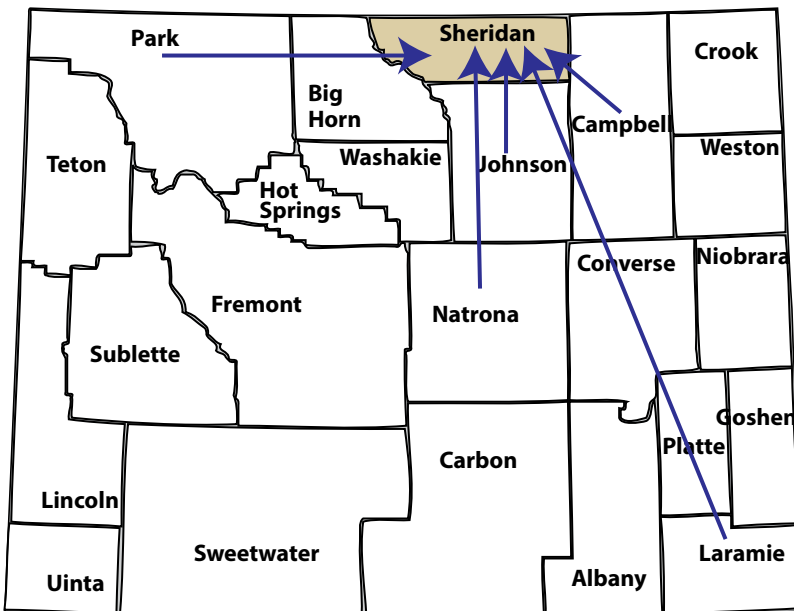 Park
Sheridan
Crook
Big
Horn
Campbell
Washakie
Johnson
Weston
Teton
Hot
Springs
Converse
Niobrara
Fremont
Natrona
Sublette
Goshen
Platte
Carbon
Lincoln
Sweetwater
Laramie
Uinta
Albany